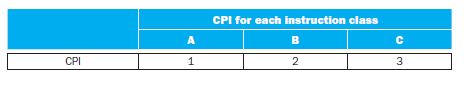 CPI for each instruction class
A B C
CPI 1 2 3